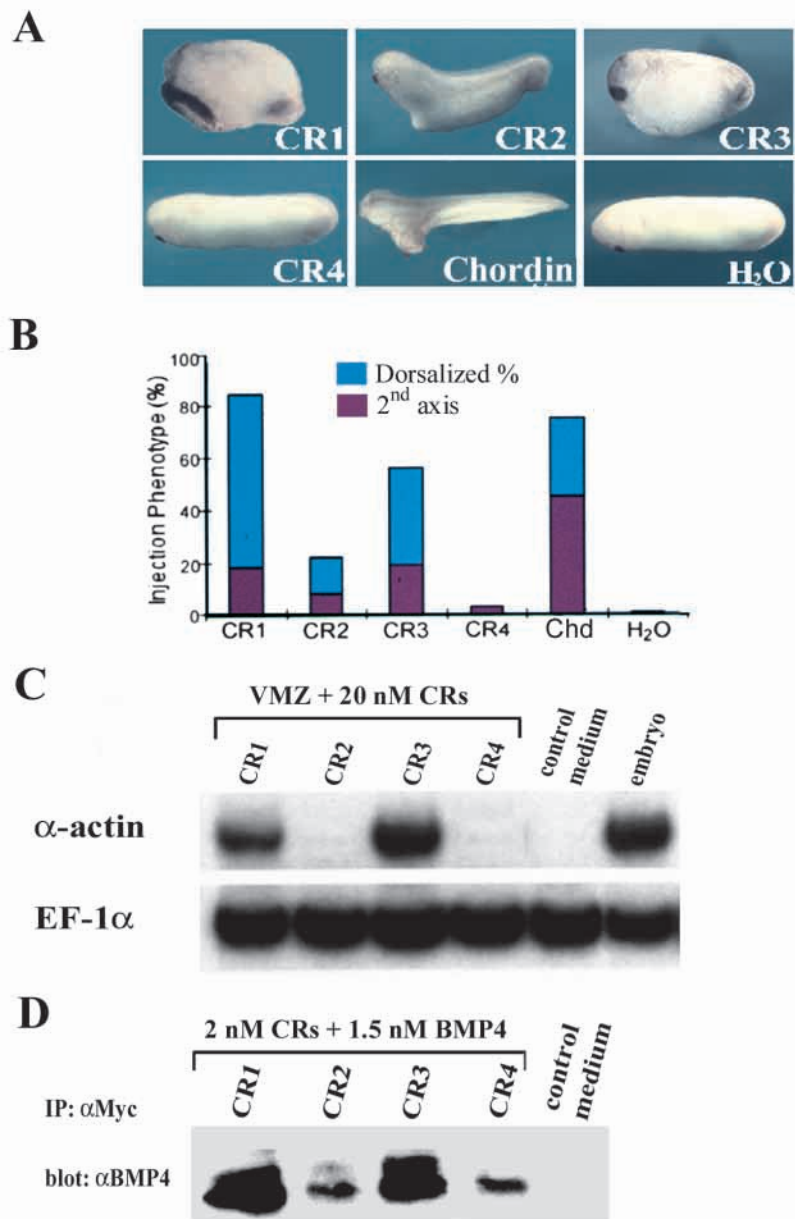 A
CR1
CR2
CR3
CR4
Chordin
H₂O
B
Injection Phenotype (%)
100
80
60
40
20
0
Dorsalized %
2nd axis
CR1 CR2 CR3 CR4 Chd H₂O
C
VMZ + 20 nM CRs
CR1 CR2 CR3 CR4 control medium embryo
α-actin
EF-1α
D
2 nM CRs + 1.5 nM BMP4
CR1 CR2 CR3 CR4 control medium
IP: αMyc
blot: αBMP4